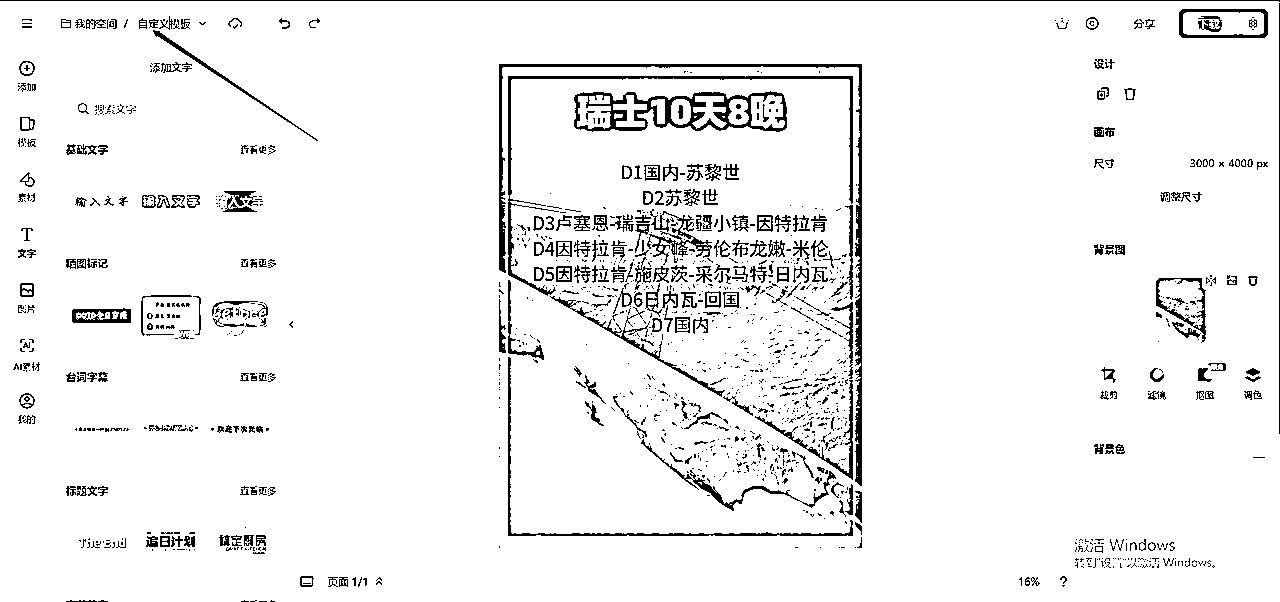 我的空间 / 自定义模板
分享
下载
添加
模板
素材
文字
图片
AI素材
我的
添加文字
搜索文字
基础文字 查看更多
输入文字 输入文字 输入文字
晒图标记 查看更多
台词字幕 查看更多
标题文字 查看更多
The End 追日计划 搞定厨房
查看更多
瑞士10天8晚
D1国内-苏黎世
D2苏黎世
D3卢塞恩-瑞吉山-龙疆小镇-因特拉肯
D4因特拉肯-少女峰-劳伦布龙嫩-米伦
D5因特拉肯-施皮茨-采尔马特-日内瓦
D6日内瓦-回国
D7国内
页面 1/1
16% ?
设计
画布
尺寸 3000 × 4000 px
调整尺寸
背景图
裁剪 滤镜 抠图 调色
背景色
激活 Windows
转到"设置"以激活 Windows。